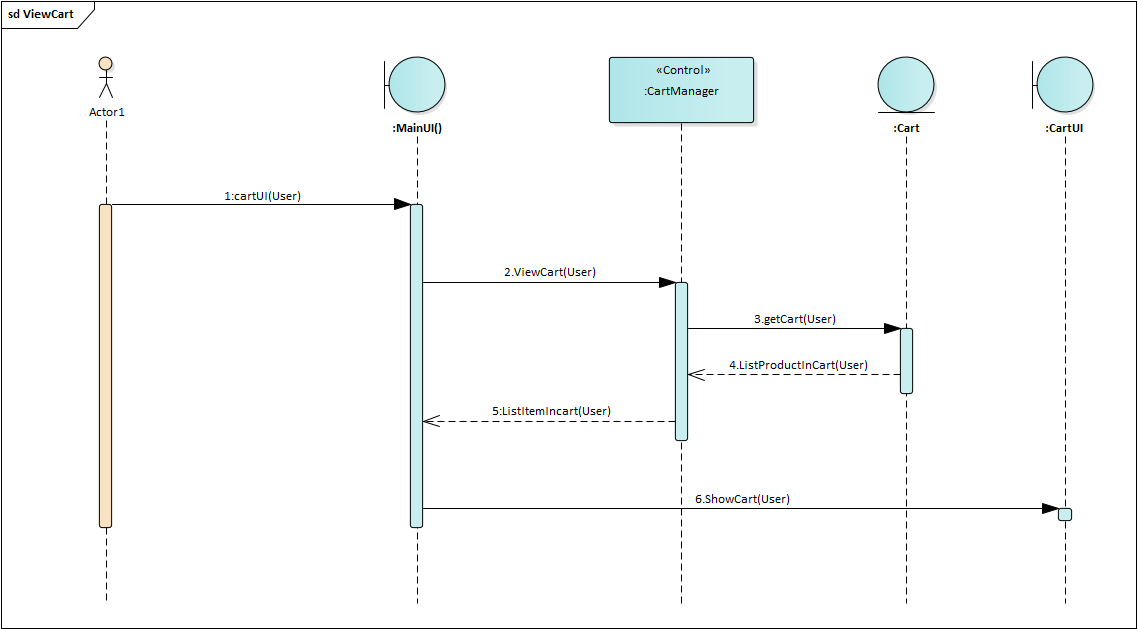 sd ViewCart
Actor1
:MainUI()
«Control»
:CartManager
:Cart
:CartUI
1:cartUI(User)
2.ViewCart(User)
3.getCart(User)
4.ListProductInCart(User)
5:ListItemIncart(User)
6.ShowCart(User)